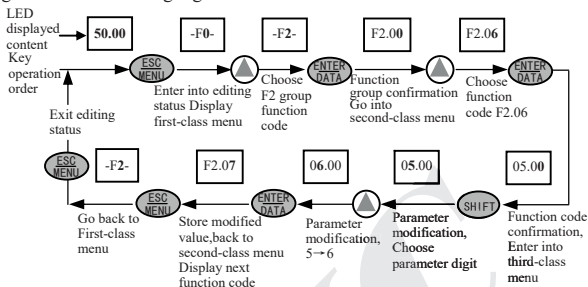 LED
displayed
content
Key
operation
order
50.00
-F0-
-F2-
F2.00
F2.06
ESC
MENU
ENTER
DATA
ENTER
DATA
Enter into editing
status Display
first-class menu
Choose
F2 group
function
code
Function
group confirmation
Go into
second-class menu
Choose
function
code F2.06
Exit editing
status
ESC
MENU
-F2-
F2.07
06.00
05.00
05.00
ESC
MENU
ENTER
DATA
SHIFT
Go back to
First-class
menu
Store modified
value,back to
second-class menu
Display next
function code
Parameter
modification,
5→6
Parameter
modification,
Choose
parameter digit
Function code
confirmation,
Enter into
third-class
menu